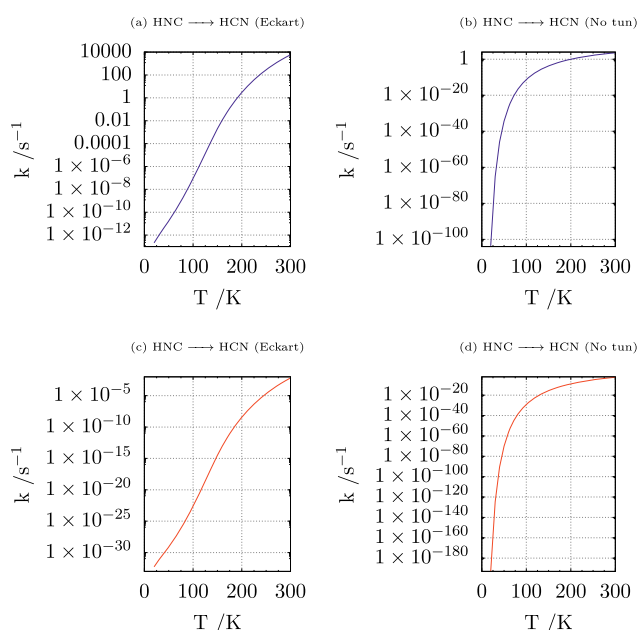 (a) HNC ⟶ HCN (Eckart)
10000
100
1
0.01
0.0001
1 × 10⁻⁶
1 × 10⁻⁸
1 × 10⁻¹⁰
1 × 10⁻¹²
k /s⁻¹
0 100 200 300
T /K
(b) HNC ⟶ HCN (No tun)
1
1 × 10⁻²⁰
1 × 10⁻⁴⁰
1 × 10⁻⁶⁰
1 × 10⁻⁸⁰
1 × 10⁻¹⁰⁰
k /s⁻¹
0 100 200 300
T /K
(c) HNC ⟶ HCN (Eckart)
1 × 10⁻⁵
1 × 10⁻¹⁰
1 × 10⁻¹⁵
1 × 10⁻²⁰
1 × 10⁻²⁵
1 × 10⁻³⁰
k /s⁻¹
0 100 200 300
T /K
(d) HNC ⟶ HCN (No tun)
1 × 10⁻²⁰
1 × 10⁻⁴⁰
1 × 10⁻⁶⁰
1 × 10⁻⁸⁰
1 × 10⁻¹⁰⁰
1 × 10⁻¹²⁰
1 × 10⁻¹⁴⁰
1 × 10⁻¹⁶⁰
1 × 10⁻¹⁸⁰
k /s⁻¹
0 100 200 300
T /K